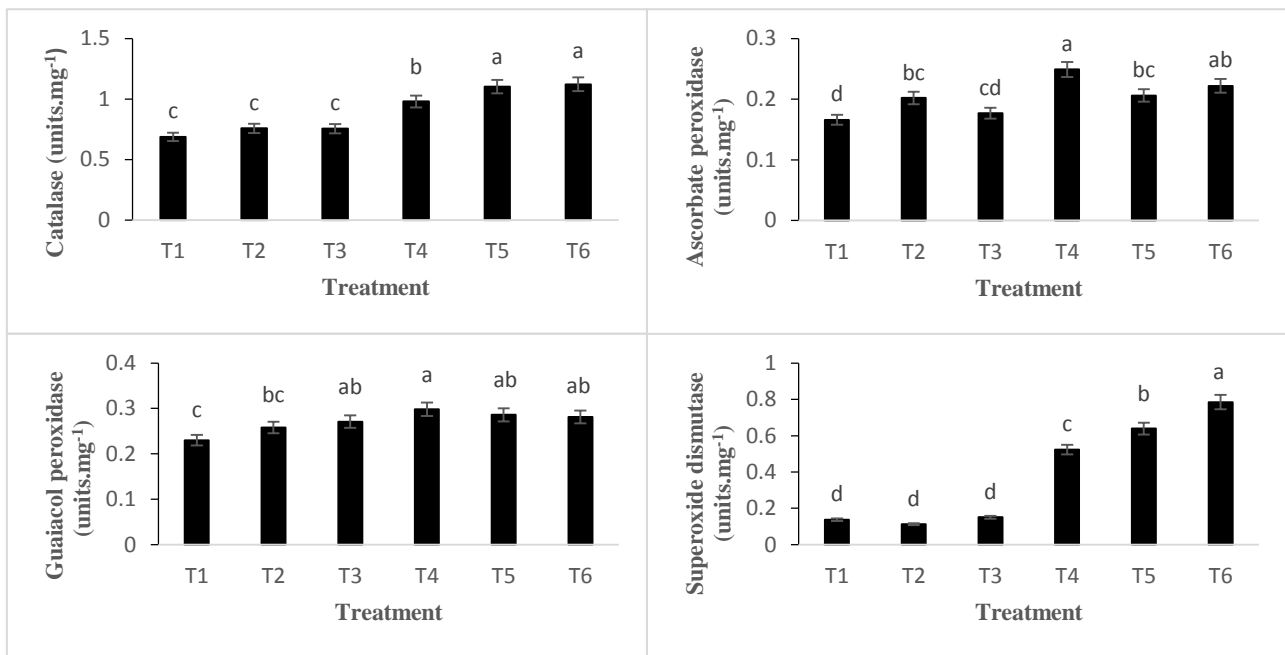 Catalase (units.mg-1)
1.5
1
0.5
0
c
c
c
b
a
a
T1 T2 T3 T4 T5 T6
Treatment
Ascorbate peroxidase
(units.mg-1)
0.3
0.2
0.1
0
d
bc
cd
a
bc
ab
T1 T2 T3 T4 T5 T6
Treatment
Guaiacol peroxidase
(units.mg-1)
0.4
0.3
0.2
0.1
0
c
bc
ab
a
ab
ab
T1 T2 T3 T4 T5 T6
Treatment
Superoxide dismutase
(units.mg-1)
1
0.8
0.6
0.4
0.2
0
d
d
d
c
b
a
T1 T2 T3 T4 T5 T6
Treatment